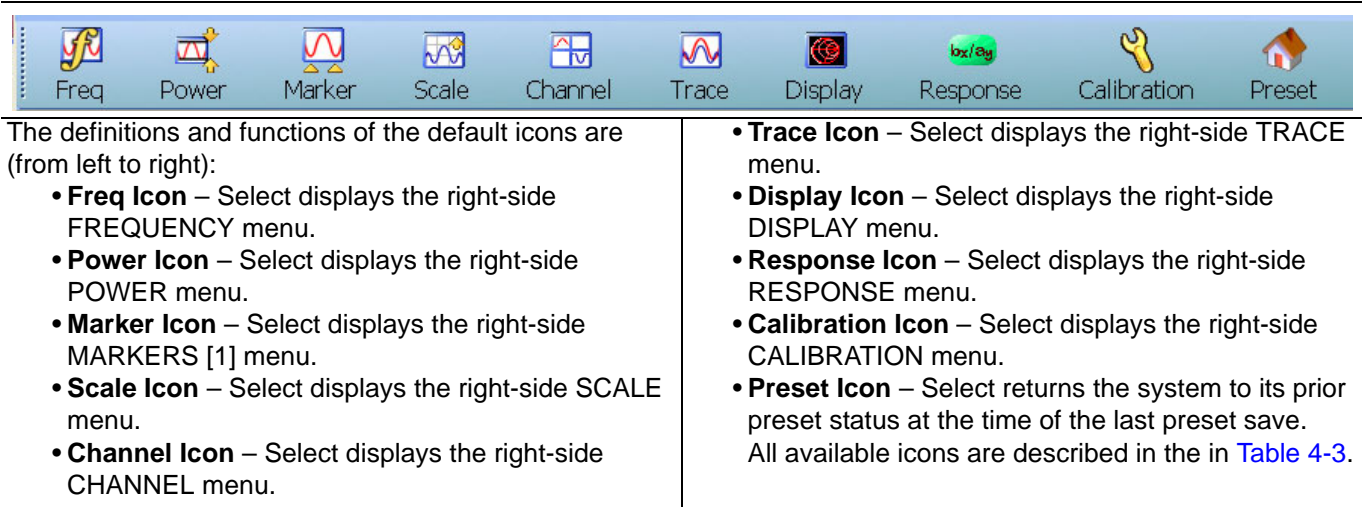 bx/ay
Freq Power Marker Scale Channel Trace Display Response Calibration Preset
The definitions and functions of the default icons are
(from left to right):
• Freq Icon – Select displays the right-side
FREQUENCY menu.
• Power Icon – Select displays the right-side
POWER menu.
• Marker Icon – Select displays the right-side
MARKERS [1] menu.
• Scale Icon – Select displays the right-side SCALE
menu.
• Channel Icon – Select displays the right-side
CHANNEL menu.
• Trace Icon – Select displays the right-side TRACE
menu.
• Display Icon – Select displays the right-side
DISPLAY menu.
• Response Icon – Select displays the right-side
RESPONSE menu.
• Calibration Icon – Select displays the right-side
CALIBRATION menu.
• Preset Icon – Select returns the system to its prior
preset status at the time of the last preset save.
All available icons are described in the in Table 4-3.